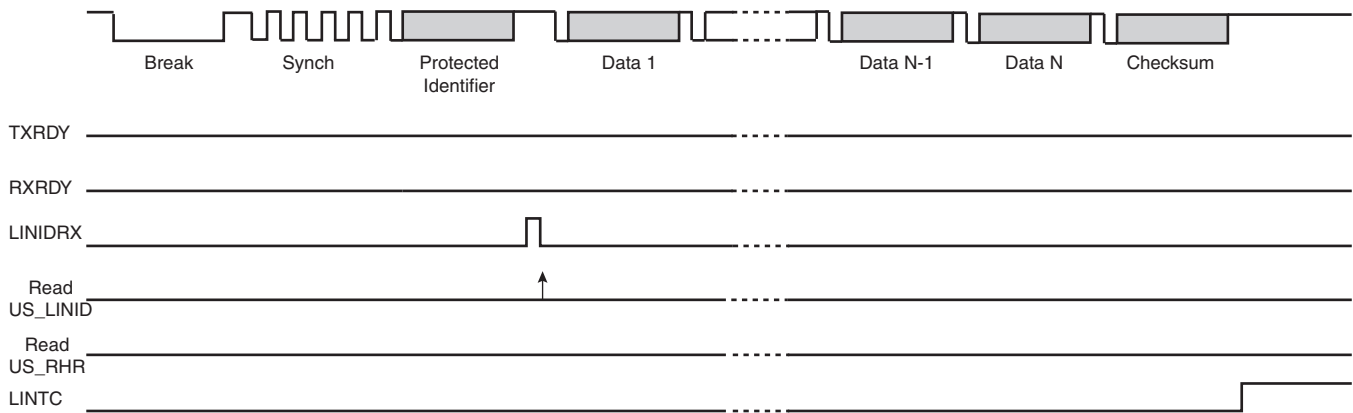 Break
Synch
Protected
Identifier
Data 1
Data N-1
Data N
Checksum
TXRDY
RXRDY
LINIDRX
Read
US_LINID
Read
US_RHR
LINTC